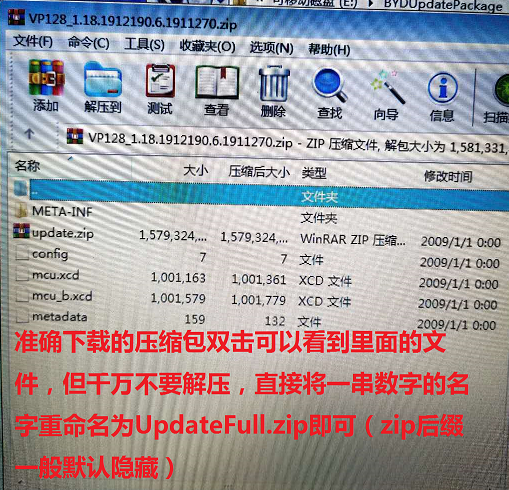 可移动磁盘 (E:) BYDUpdatePackage
VP128_1.18.1912190.6.1911270.zip
文件(F) 命令(C) 工具(S) 收藏夹(O) 选项(N) 帮助(H)
添加 解压到 测试 查看 删除 查找 向导 信息 扫描
VP128_1.18.1912190.6.1911270.zip - ZIP 压缩文件, 解包大小为 1,581,331,
名称 大小 压缩后大小 类型 修改时间
.. 文件夹
META-INF 文件夹
update.zip 1,579,324,... 1,579,324,... WinRAR ZIP 压缩... 2009/1/1 0:00
config 7 7 文件 2009/1/1 0:00
mcu.xcd 1,001,163 1,001,361 XCD 文件 2009/1/1 0:00
mcu_b.xcd 1,001,579 1,001,779 XCD 文件 2009/1/1 0:00
metadata 159 132 文件 2009/1/1 0:00
准确下载的压缩包双击可以看到里面的文
件，但千万不要解压，直接将一串数字的名
字重命名为UpdateFull.zip即可（zip后缀
一般默认隐藏）